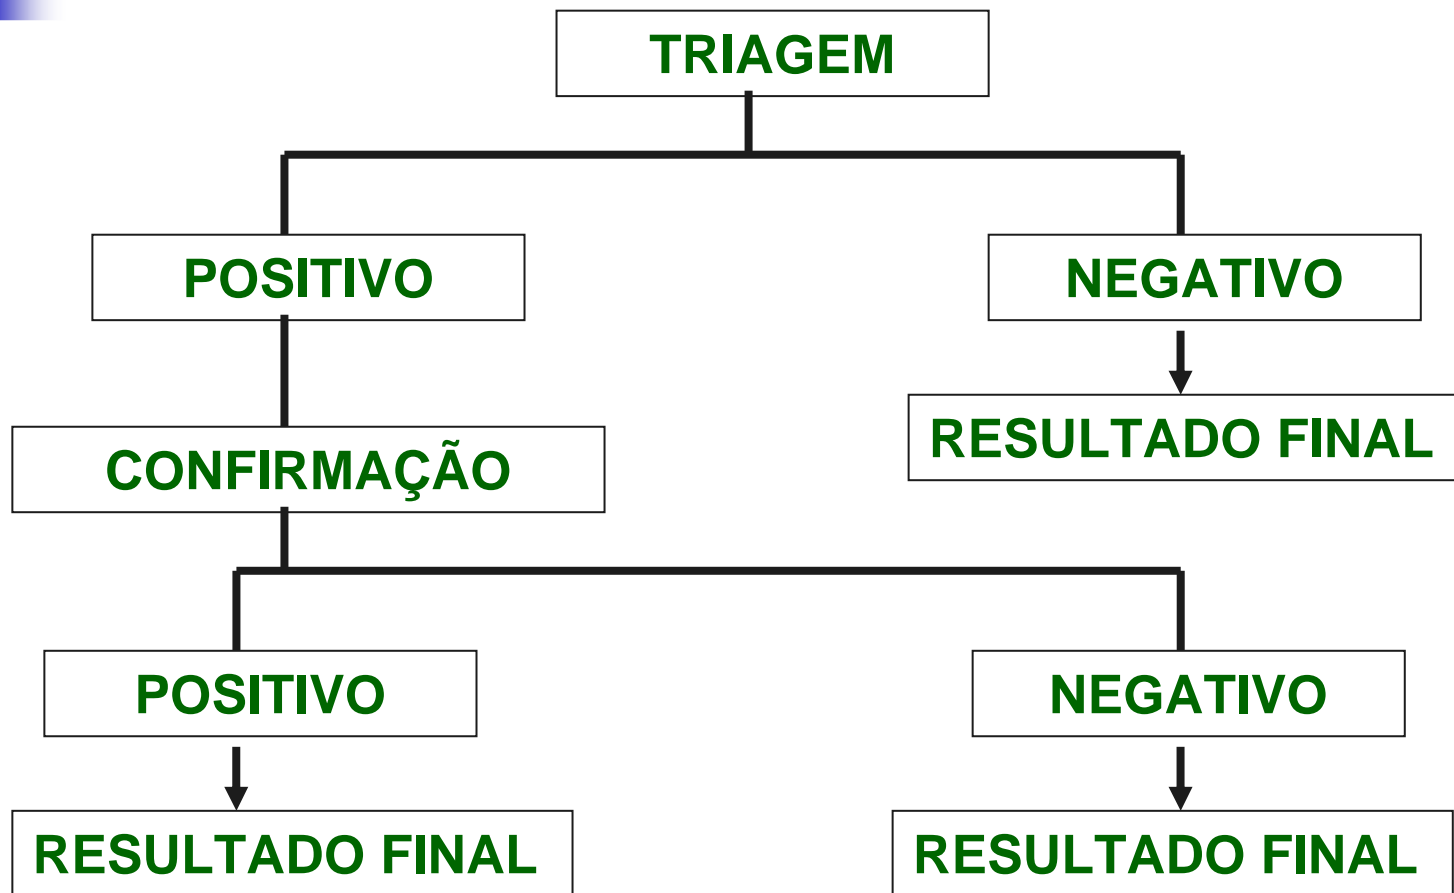 TRIAGEM
POSITIVO
NEGATIVO
RESULTADO FINAL
CONFIRMAÇÃO
POSITIVO
NEGATIVO
RESULTADO FINAL
RESULTADO FINAL